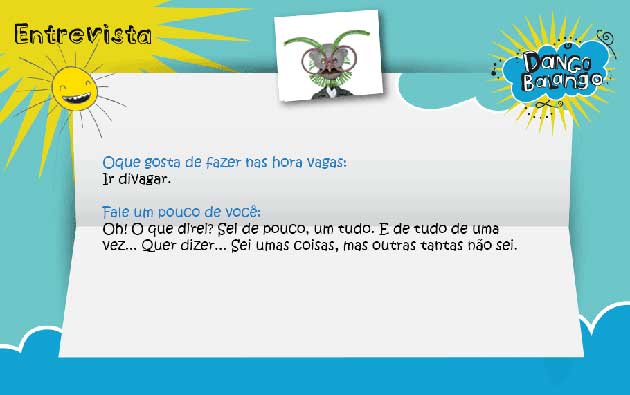 Entrevista
Dango
Balango
Oque gosta de fazer nas hora vagas:
Ir divagar.
Fale um pouco de você:
Oh! O que direi? Sei de pouco, um tudo. E de tudo de uma
vez... Quer dizer... Sei umas coisas, mas outras tantas não sei.